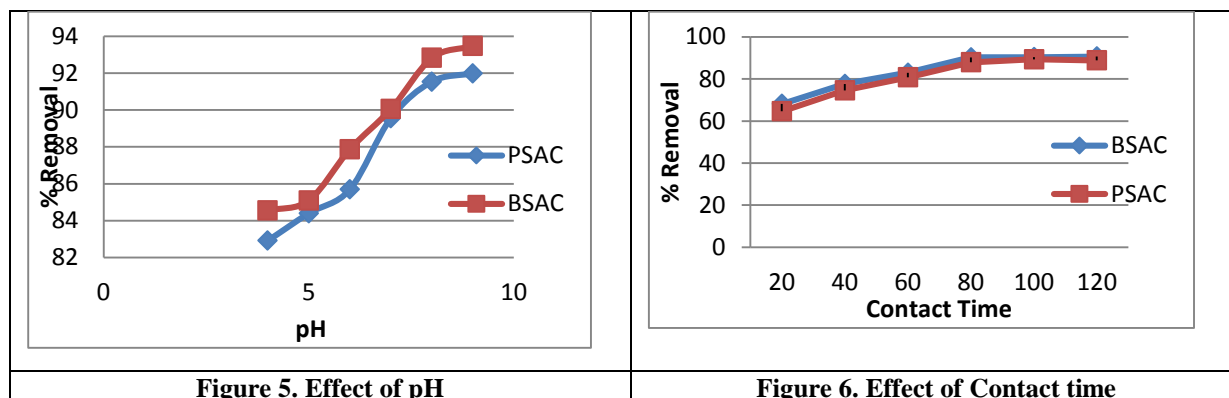 94
92
90
88
86
84
82
% Removal
PSAC
BSAC
0 5 10
pH
100
80
60
40
20
0
% Removal
BSAC
PSAC
20 40 60 80 100 120
Contact Time
Figure 5. Effect of pH
Figure 6. Effect of Contact time